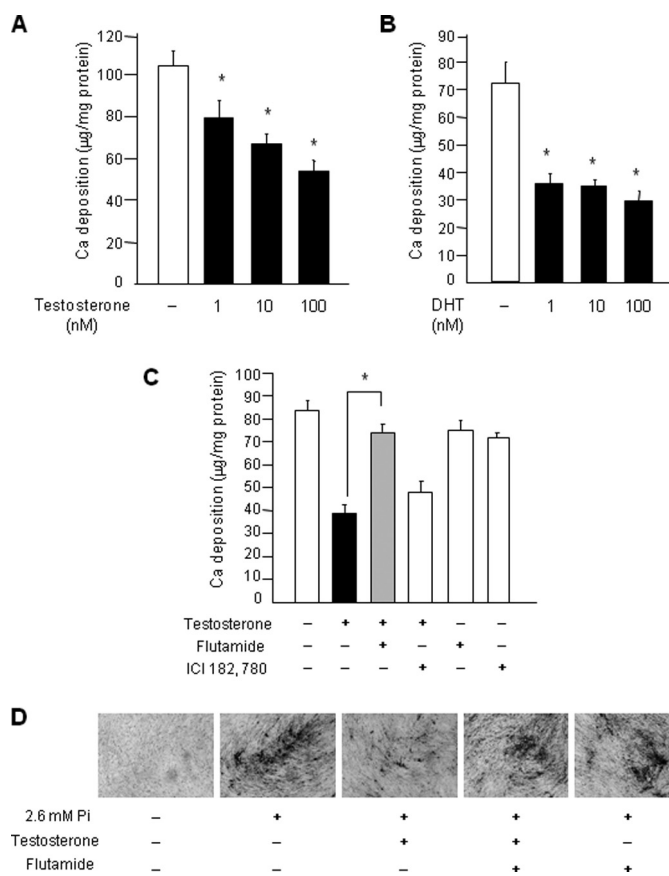 A
Ca deposition (µg/mg protein)
120
100
80
60
40
20
0
*
*
*
Testosterone
(nM)
– 1 10 100
B
Ca deposition (µg/mg protein)
90
80
70
60
50
40
30
20
10
0
*
*
*
DHT
(nM)
– 1 10 100
C
Ca deposition (µg/mg protein)
100
90
80
70
60
50
40
30
20
10
0
*
Testosterone – + + + – –
Flutamide – – + – + –
ICI 182,780 – – – + – +
D
2.6 mM Pi – + + + +
Testosterone – – + + –
Flutamide – – – + +